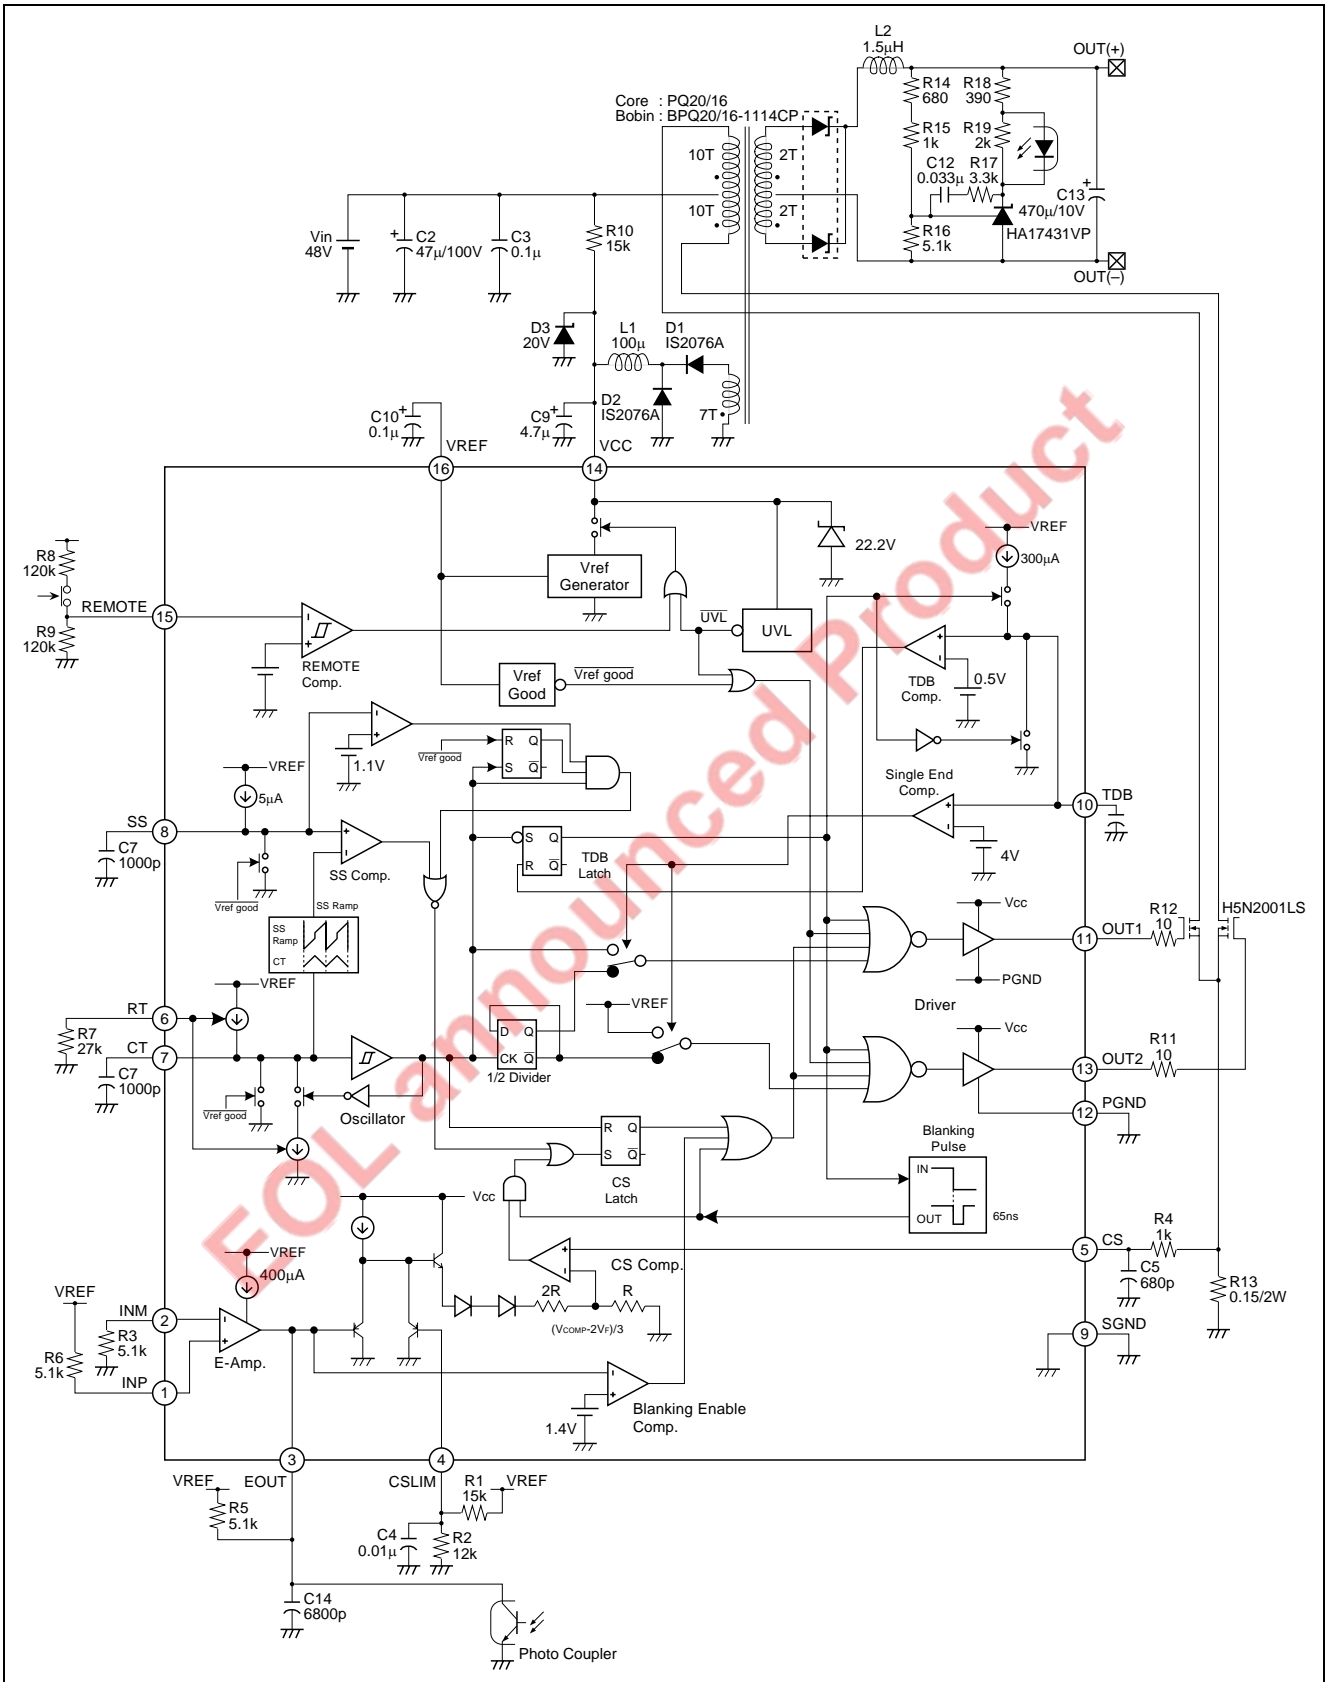 L2
1.5μH
OUT(+)
Core : PQ20/16
Bobin : BPQ20/16-1114CP
R14
680
R18
390
R15
1k
R19
2k
10T
2T
C12
0.033μ
R17
3.3k
C13
470μ/10V
10T
2T
R16
5.1k
HA17431VP
OUT(–)
Vin
48V
C2
47μ/100V
C3
0.1μ
R10
15k
D3
20V
L1
100μ
D1
IS2076A
D2
IS2076A
7T
C10
0.1μ
C9
4.7μ
VREF
VCC
16
14
VREF
22.2V
300μA
R8
120k
Vref
Generator
REMOTE
15
UVL
UVL
R9
120k
REMOTE
Comp.
Vref
Good
Vref good
TDB
Comp.
0.5V
1.1V
Vref good
R Q
S Q
VREF
5μA
Single End
Comp.
10
TDB
SS
8
C7
1000p
SS Comp.
S Q
R Q
TDB
Latch
4V
Vref good
SS Ramp
SS
Ramp
CT
Vcc
R12
10
H5N2001LS
OUT1
11
PGND
VREF
VREF
Driver
RT
6
R7
27k
D Q
CK Q
1/2 Divider
Vcc
R11
10
CT
7
C7
1000p
OUT2
13
Vref good
Oscillator
PGND
12
R Q
S Q
CS
Latch
Blanking
Pulse
IN
OUT
65ns
Vcc
VREF
400μA
5
CS
R4
1k
CS Comp.
C5
680p
R13
0.15/2W
VREF
INM
2
2R
R
(VCOMP-2VF)/3
SGND
9
R3
5.1k
R6
5.1k
E-Amp.
INP
1
Blanking Enable
Comp.
1.4V
3
EOUT
4
CSLIM
VREF
R5
5.1k
R1
15k
VREF
C4
0.01μ
R2
12k
C14
6800p
Photo Coupler
EOL announced Product